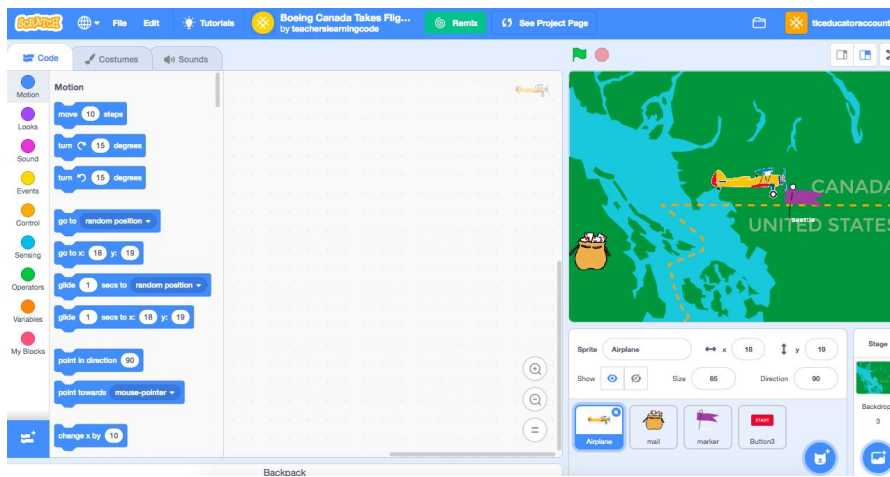 SCRATCH File Edit Tutorials Boeing Canada Takes Flig... Remix See Project Page tlceducatoraccount
by teacherslearningcode
Code Costumes Sounds
Motion
Looks
Sound
Events
Control
Sensing
Operators
Variables
My Blocks
Motion
move 10 steps
turn 15 degrees
turn 15 degrees
go to random position
go to x: 18 y: 19
glide 1 secs to random position
glide 1 secs to x: 18 y: 19
point in direction 90
point towards mouse-pointer
change x by 10
Backpack
CANADA
UNITED STATES
Seattle
Sprite Airplane x 18 y 19
Show Size 65 Direction 90
Airplane mail marker Button3
START
Stage
Backdrop
3